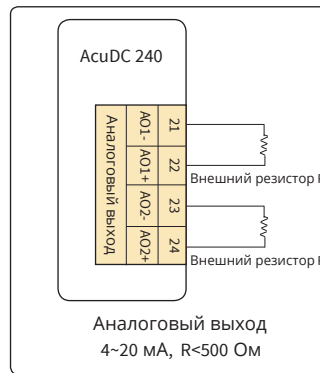 AcuDC 240
Аналоговый выход
AO1- 21
AO1+ 22
Внешний резистор
AO2- 23
AO2+ 24
Внешний резистор
Аналоговый выход
4~20 мА, R<500 Ом